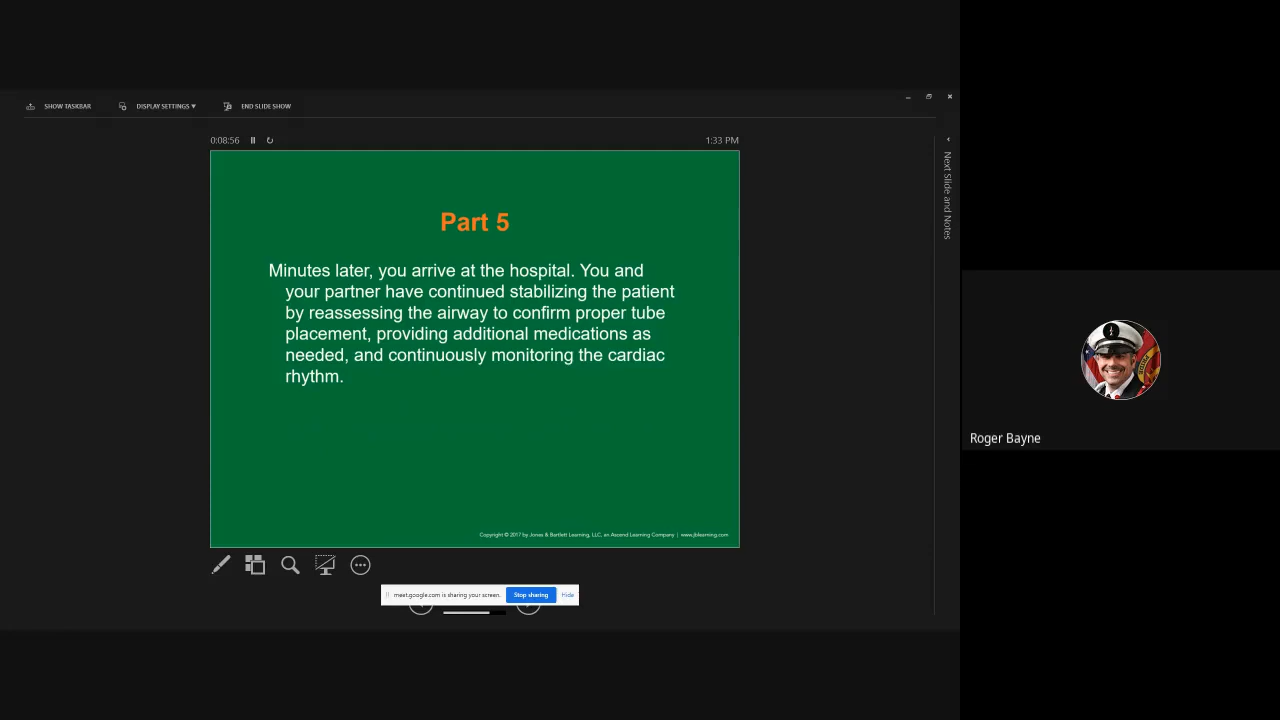 SHOW TASKBAR
DISPLAY SETTINGS ▼
END SLIDE SHOW
0:08:56
1:33 PM
Next Slide and Notes
Part 5
Minutes later, you arrive at the hospital. You and
your partner have continued stabilizing the patient
by reassessing the airway to confirm proper tube
placement, providing additional medications as
needed, and continuously monitoring the cardiac
rhythm.
Copyright © 2017 by Jones & Bartlett Learning, LLC, an Ascend Learning Company | www.jblearning.com
meet.google.com is sharing your screen.
Stop sharing
Hide
Roger Bayne